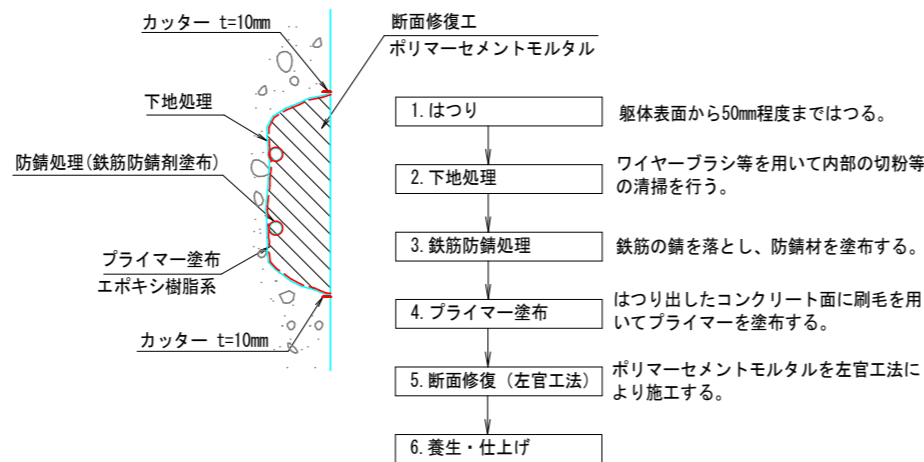 カッター t=10mm
下地処理
防錆処理(鉄筋防錆剤塗布)
プライマー塗布
エポキシ樹脂系
カッター t=10mm
断面修復工
ポリマーセメントモルタル
1. はつり
躯体表面から50mm程度まではつる。
2. 下地処理
ワイヤーブラシ等を用いて内部の切粉等
の清掃を行う。
3. 鉄筋防錆処理
鉄筋の錆を落とし、防錆材を塗布する。
4. プライマー塗布
はつり出したコンクリート面に刷毛を用
いてプライマーを塗布する。
5. 断面修復（左官工法）
ポリマーセメントモルタルを左官工法に
より施工する。
6. 養生・仕上げ